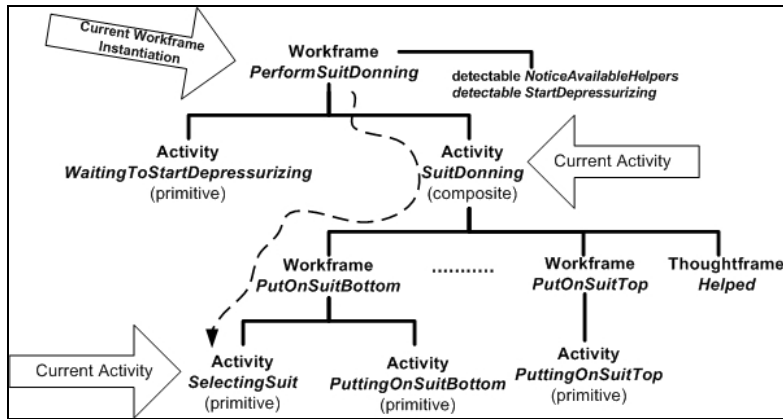 Current Workframe
Instantiation
Workframe
PerformSuitDonning
detectable NoticeAvailableHelpers
detectable StartDepressurizing
Activity
WaitingToStartDepressurizing
(primitive)
Activity
SuitDonning
(composite)
Current Activity
Workframe
PutOnSuitBottom
...........
Workframe
PutOnSuitTop
Thoughtframe
Helped
Current Activity
Activity
SelectingSuit
(primitive)
Activity
PuttingOnSuitBottom
(primitive)
Activity
PuttingOnSuitTop
(primitive)